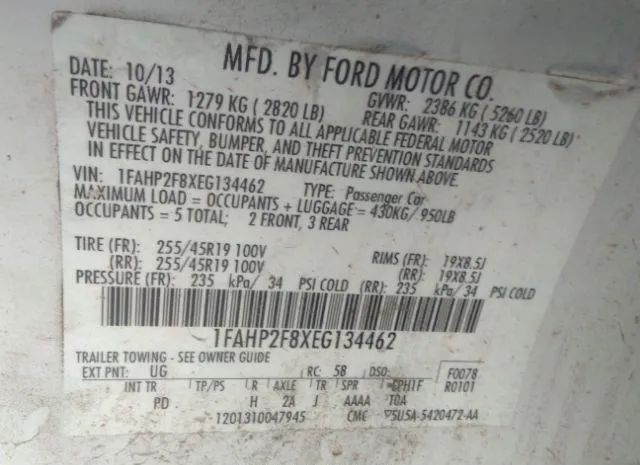 MFD. BY FORD MOTOR CO.
DATE: 10/13
FRONT GAWR: 1279 KG ( 2820 LB) GVWR: 2386 KG ( 5260 LB)
REAR GAWR: 1143 KG ( 2520 LB)
THIS VEHICLE CONFORMS TO ALL APPLICABLE FEDERAL MOTOR
VEHICLE SAFETY, BUMPER, AND THEFT PREVENTION STANDARDS
IN EFFECT ON THE DATE OF MANUFACTURE SHOWN ABOVE.
VIN: 1FAHP2F8XEG134462 TYPE: Passenger Car
MAXIMUM LOAD = OCCUPANTS + LUGGAGE = 430KG/ 950LB
OCCUPANTS = 5 TOTAL; 2 FRONT, 3 REAR
TIRE (FR): 255/45R19 100V RIMS (FR): 19X8.5J
(RR): 255/45R19 100V (RR): 19X8.5J
PRESSURE (FR): 235 kPa/ 34 PSI COLD (RR): 235 kPa/ 34 PSI COLD
1FAHP2F8XEG134462
TRAILER TOWING - SEE OWNER GUIDE
EXT PNT: UG RC: 58 DSO: F0078
INT TR TP/PS R AXLE TR SPR R0101
PD H 2A J AAAA TOA
1201310047945 CMC 5U5A-5420472-AA